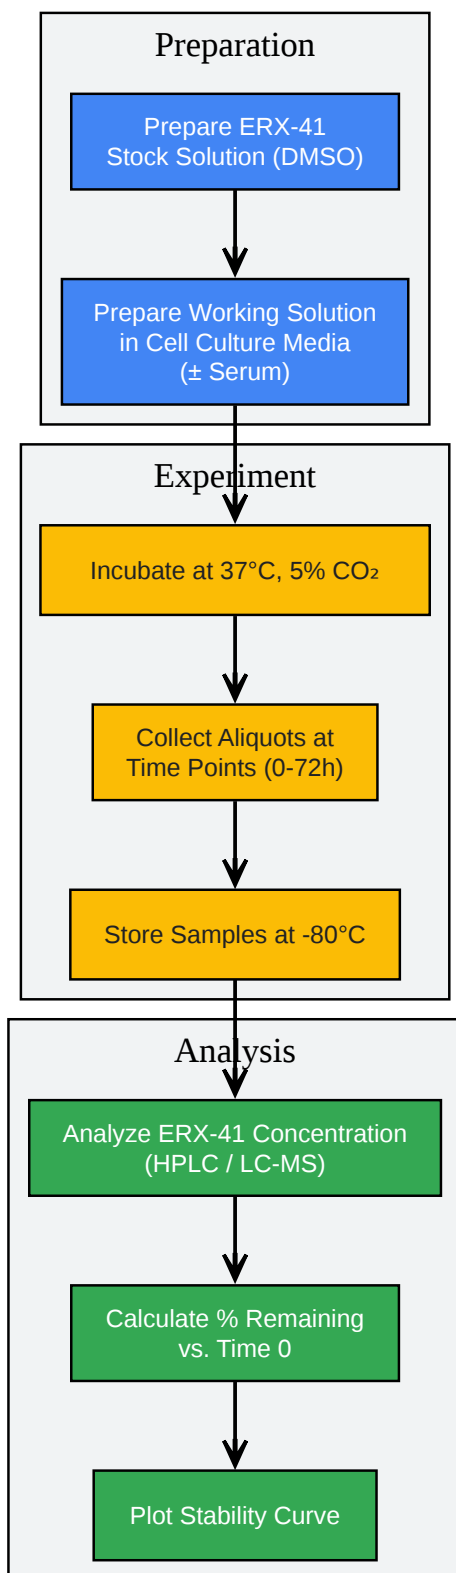 Preparation
Prepare ERX-41
Stock Solution (DMSO)
Prepare Working Solution
in Cell Culture Media
(± Serum)
Experiment
Incubate at 37°C, 5% CO₂
Collect Aliquots at
Time Points (0-72h)
Store Samples at -80°C
Analysis
Analyze ERX-41 Concentration
(HPLC / LC-MS)
Calculate % Remaining
vs. Time 0
Plot Stability Curve